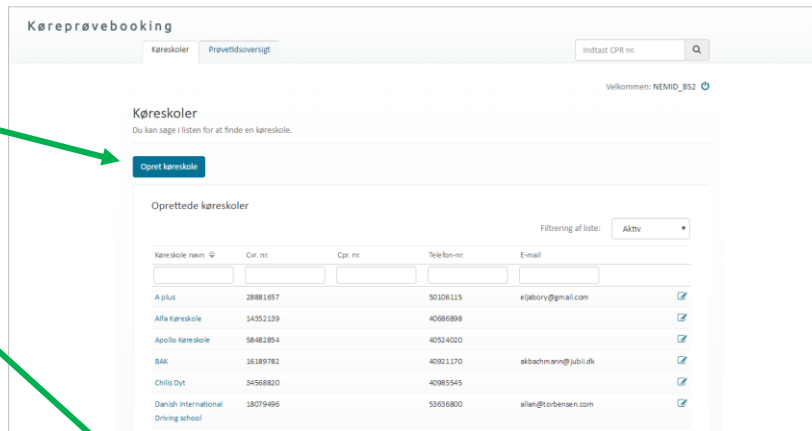 Køreprøvebooking
Køreskoler Prøvetidsoversigt Indtast CPR nr.
Velkommen: NEMID_BS2
Køreskoler
Du kan søge i listen for at finde en køreskole.
Opret køreskole
Oprettede køreskoler
Filtrering af liste: Aktiv
Køreskole navn Cvr. nr. Cpr. nr. Telefon-nr. E-mail
A plus 28881657 50106115 eljabory@gmail.com
Alfa Køreskole 14352139 40686898
Apollo Køreskole 58482854 40524020
BAK 16189782 40921170 akbachmann@jubii.dk
Chilis Dyt 34568820 40985545
Danish International 18079496 53636800 allan@torbensen.com
Driving school